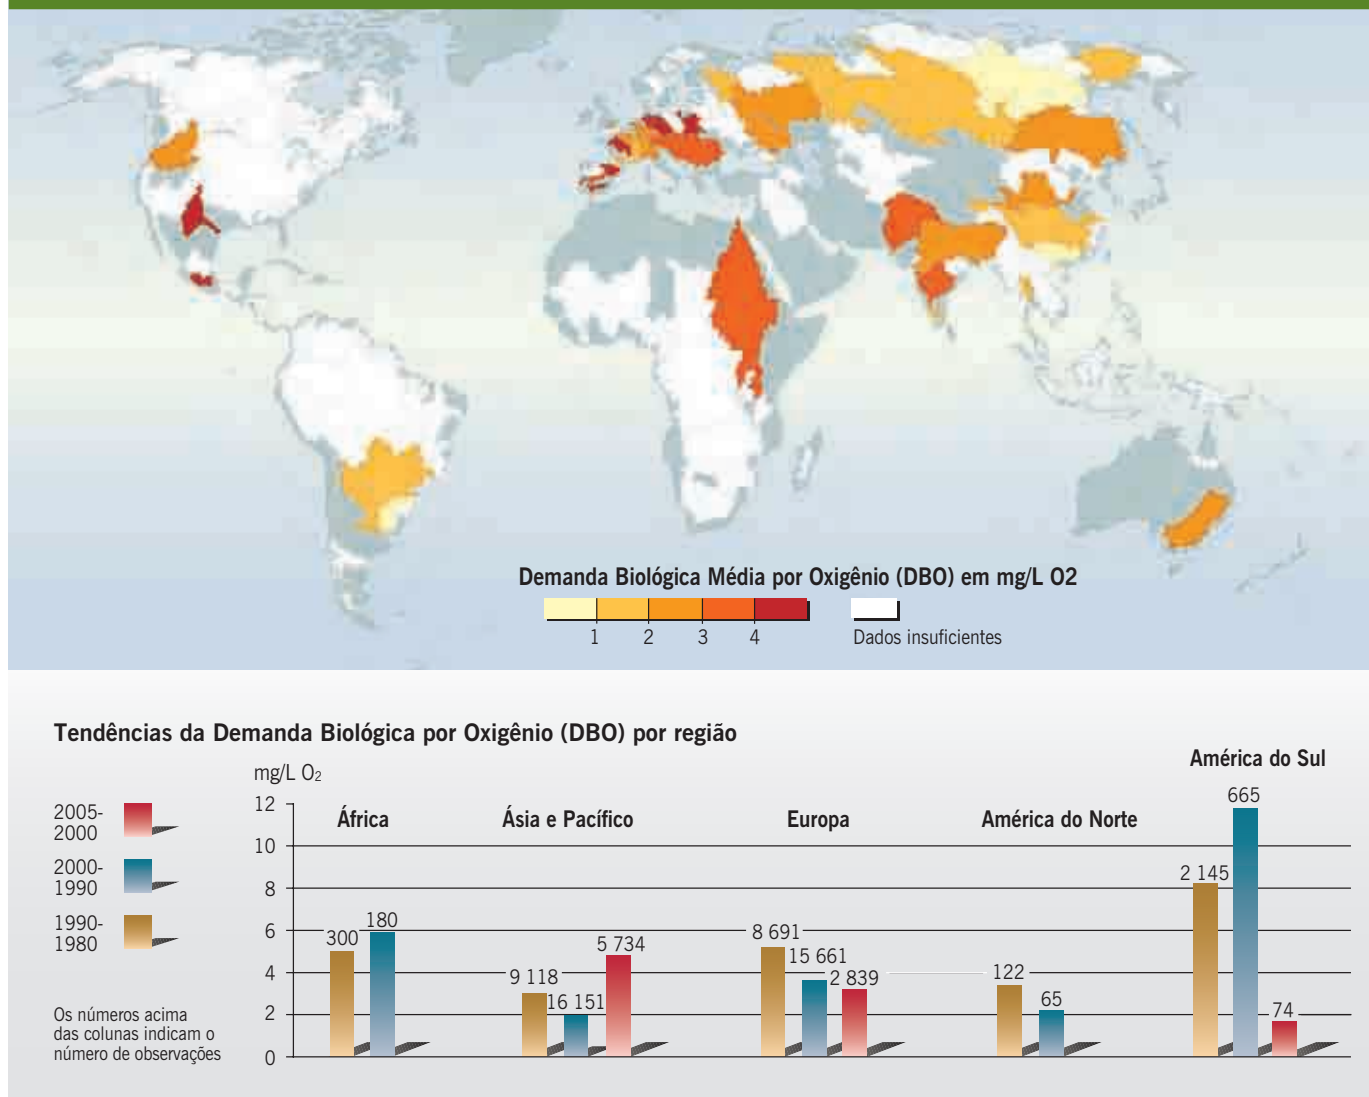 Demanda Biológica Média por Oxigênio (DBO) em mg/L O2
1 2 3 4
Dados insuficientes
Tendências da Demanda Biológica por Oxigênio (DBO) por região
mg/L O2
2005-
2000
2000-
1990
1990-
1980
Os números acima
das colunas indicam o
número de observações
12
10
8
6
4
2
0
África
300
180
Ásia e Pacífico
9 118
16 151
5 734
Europa
8 691
15 661
2 839
América do Norte
122
65
América do Sul
2 145
665
74